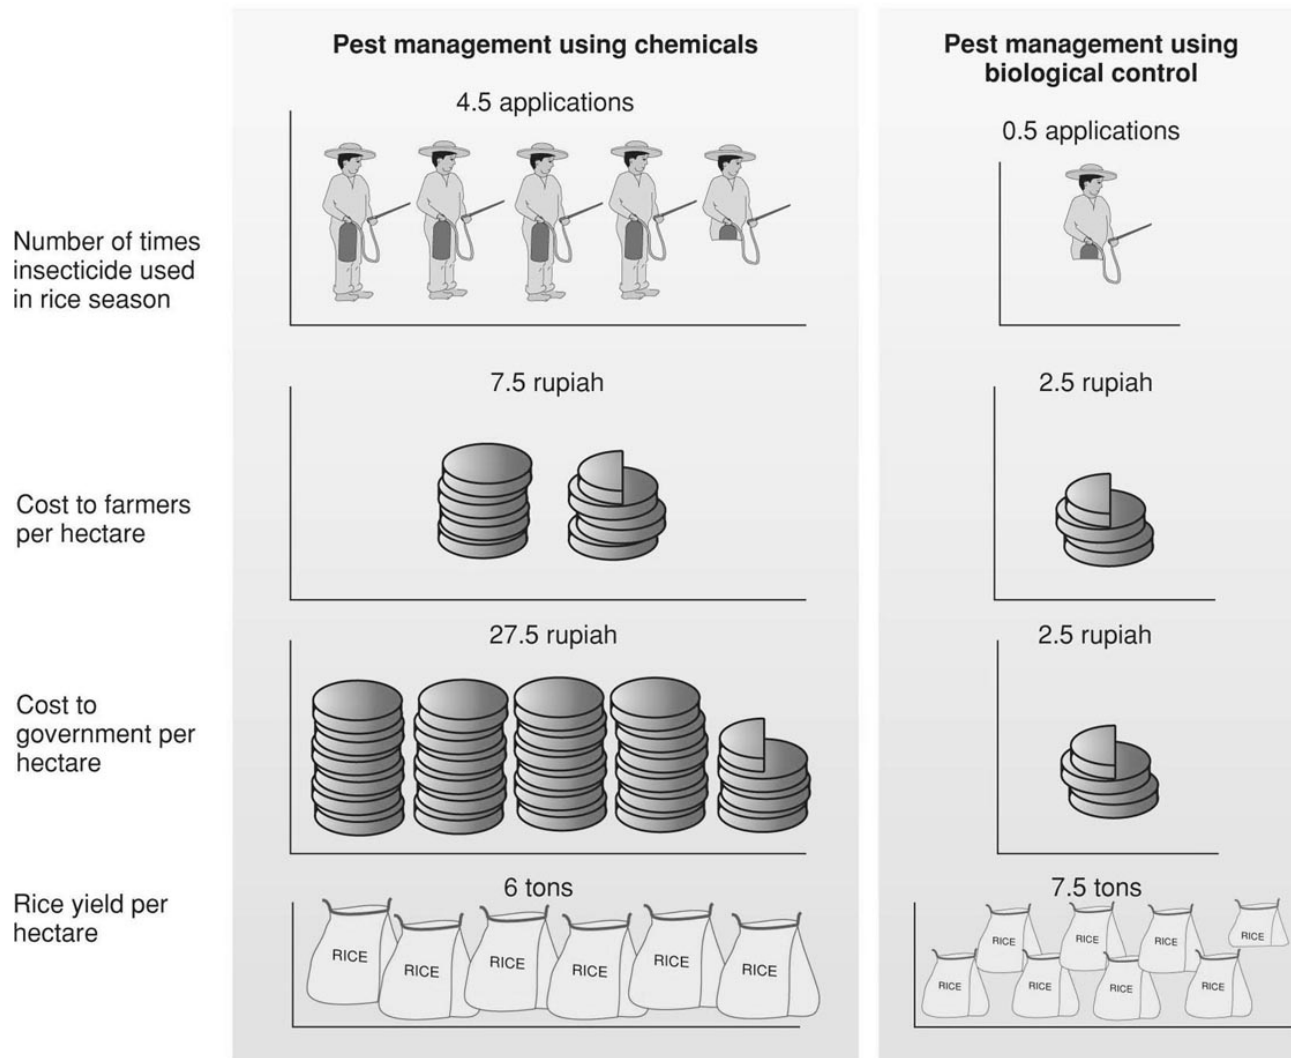 Pest management using chemicals
Pest management using
biological control
Number of times
insecticide used
in rice season
4.5 applications
0.5 applications
Cost to farmers
per hectare
7.5 rupiah
2.5 rupiah
Cost to
government per
hectare
27.5 rupiah
2.5 rupiah
Rice yield per
hectare
6 tons
RICE
RICE
RICE
RICE
RICE
RICE
7.5 tons
RICE
RICE
RICE
RICE
RICE
RICE
RICE
RICE